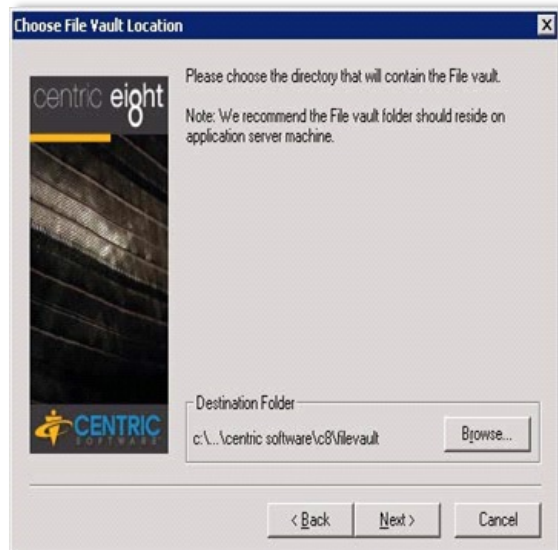 Choose File Vault Location
centric eight
Please choose the directory that will contain the File vault.
Note: We recommend the File vault folder should reside on
application server machine.
Destination Folder
c:\...\centric software\c8\filevault
Browse...
CENTRIC
SOFTWARE
< Back
Next >
Cancel